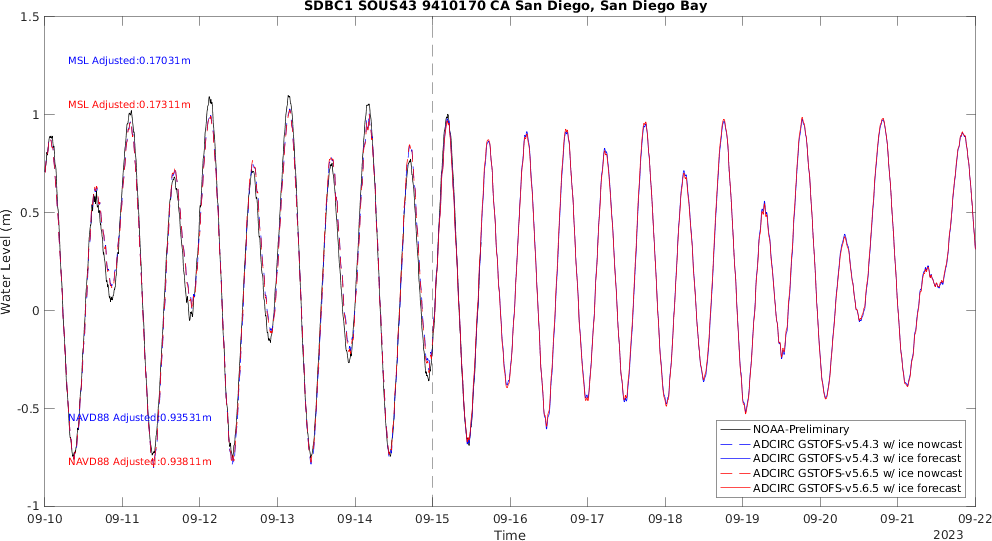 SDBC1 SOUS43 9410170 CA San Diego, San Diego Bay
1.5
MSL Adjusted:0.17031m
MSL Adjusted:0.17311m
1
0.5
Water Level (m)
0
-0.5
NAVD88 Adjusted:0.93531m
NAVD88 Adjusted:0.93811m
-1
NOAA-Preliminary
ADCIRC GSTOFS-v5.4.3 w/ ice nowcast
ADCIRC GSTOFS-v5.4.3 w/ ice forecast
ADCIRC GSTOFS-v5.6.5 w/ ice nowcast
ADCIRC GSTOFS-v5.6.5 w/ ice forecast
09-10 09-11 09-12 09-13 09-14 09-15 09-16 09-17 09-18 09-19 09-20 09-21 09-22
Time
2023